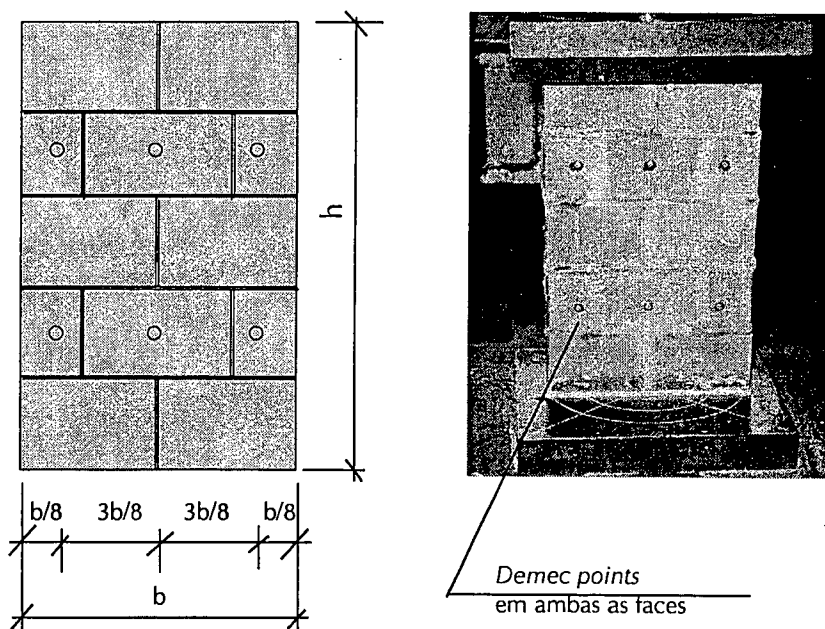 h
b/8 3b/8 3b/8 b/8
b
Demec points
em ambas as faces